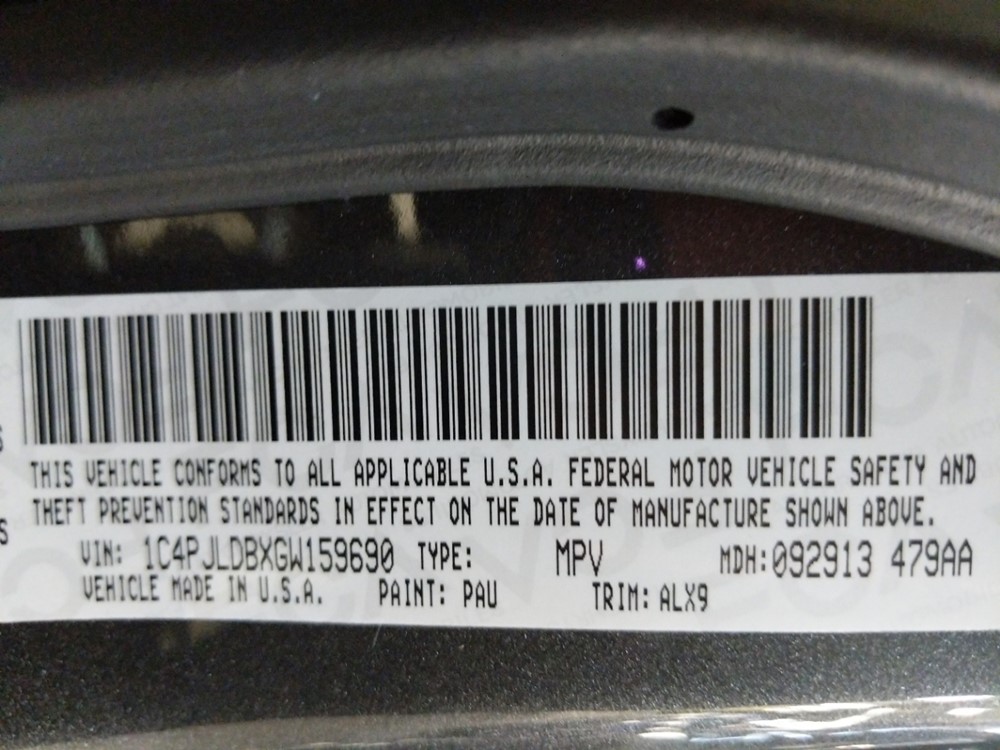 THIS VEHICLE CONFORMS TO ALL APPLICABLE U.S.A. FEDERAL MOTOR VEHICLE SAFETY AND
THEFT PREVENTION STANDARDS IN EFFECT ON THE DATE OF MANUFACTURE SHOWN ABOVE.
VIN: 1C4PJLDBXGW159690 TYPE: MPV MDH:092913 479AA
VEHICLE MADE IN U.S.A. PAINT: PAU TRIM: ALX9